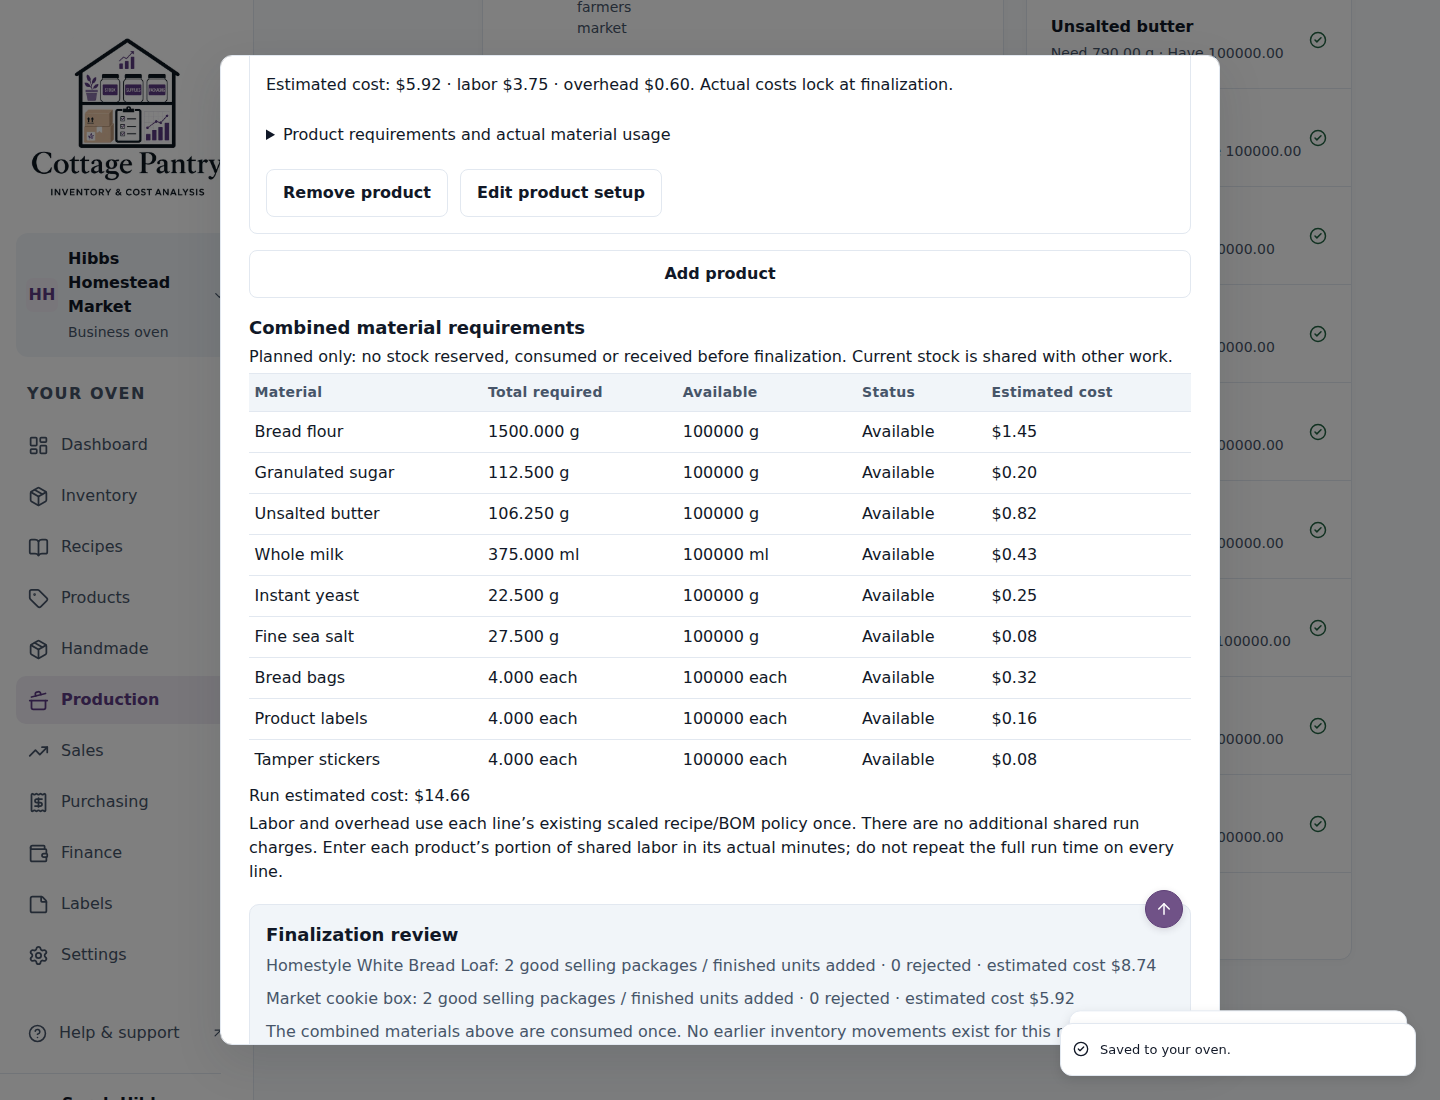 farmers
market
Unsalted butter
Need 790.00 g · Have 100000.00
Cottage Pantry
INVENTORY & COST ANALYSIS
HH
Hibbs
Homestead
Market
Business oven
YOUR OVEN
Dashboard
Inventory
Recipes
Products
Handmade
Production
Sales
Purchasing
Finance
Labels
Settings
Help & support
Estimated cost: $5.92 · labor $3.75 · overhead $0.60. Actual costs lock at finalization.
Product requirements and actual material usage
Remove product
Edit product setup
Add product
Combined material requirements
Planned only: no stock reserved, consumed or received before finalization. Current stock is shared with other work.
Material Total required Available Status Estimated cost
Bread flour 1500.000 g 100000 g Available $1.45
Granulated sugar 112.500 g 100000 g Available $0.20
Unsalted butter 106.250 g 100000 g Available $0.82
Whole milk 375.000 ml 100000 ml Available $0.43
Instant yeast 22.500 g 100000 g Available $0.25
Fine sea salt 27.500 g 100000 g Available $0.08
Bread bags 4.000 each 100000 each Available $0.32
Product labels 4.000 each 100000 each Available $0.16
Tamper stickers 4.000 each 100000 each Available $0.08
Run estimated cost: $14.66
Labor and overhead use each line’s existing scaled recipe/BOM policy once. There are no additional shared run
charges. Enter each product’s portion of shared labor in its actual minutes; do not repeat the full run time on every
line.
Finalization review
Homestyle White Bread Loaf: 2 good selling packages / finished units added · 0 rejected · estimated cost $8.74
Market cookie box: 2 good selling packages / finished units added · 0 rejected · estimated cost $5.92
The combined materials above are consumed once. No earlier inventory movements exist for this
100000.00
Saved to your oven.